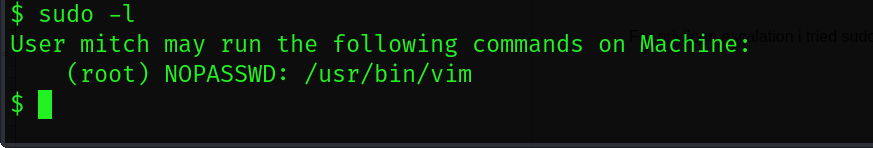 $ sudo -l
User mitch may run the following commands on Machine:
    (root) NOPASSWD: /usr/bin/vim
$